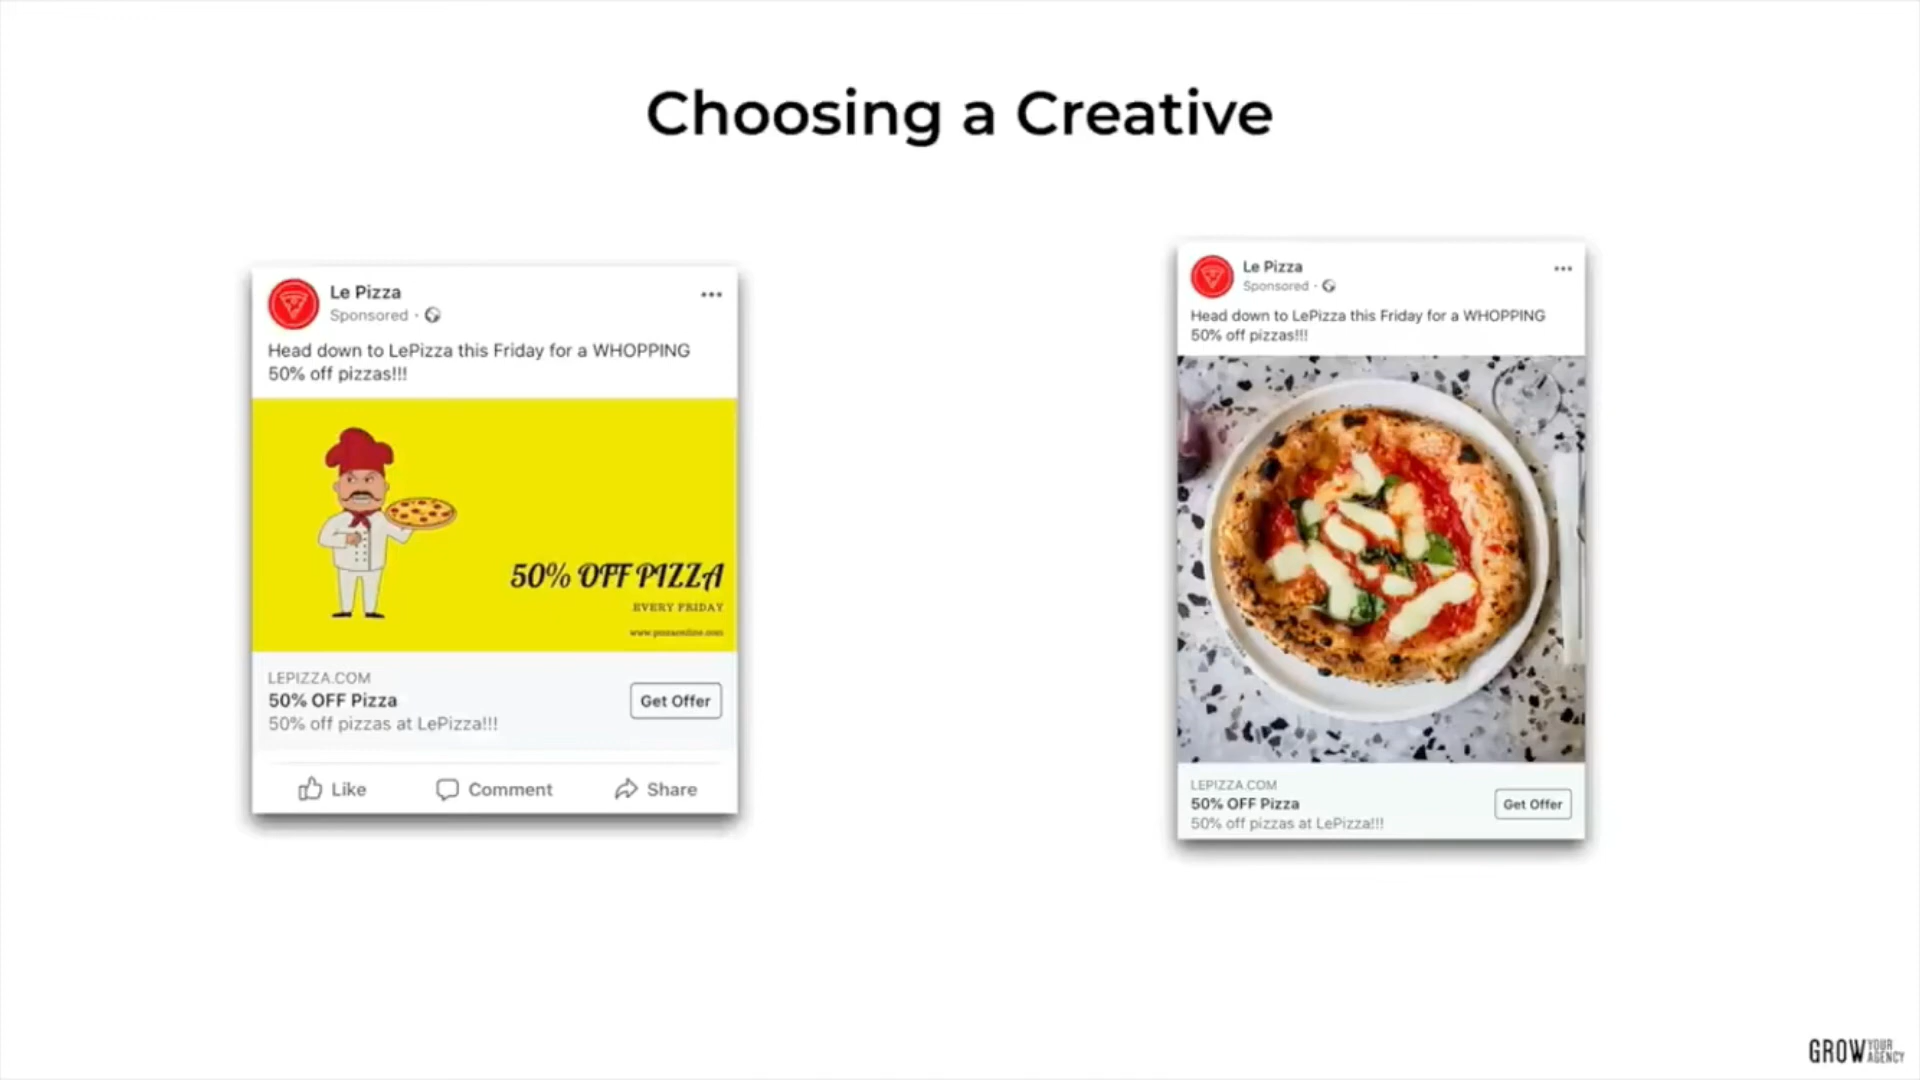 Choosing a Creative
Le Pizza
Sponsored ·
Head down to LePizza this Friday for a WHOPPING
50% off pizzas!!!
50% OFF PIZZA
EVERY FRIDAY
www.pizzaonline.com
LEPIZZA.COM
50% OFF Pizza
50% off pizzas at LePizza!!!
Get Offer
Like
Comment
Share
Le Pizza
Sponsored ·
Head down to LePizza this Friday for a WHOPPING
50% off pizzas!!!
LEPIZZA.COM
50% OFF Pizza
50% off pizzas at LePizza!!!
Get Offer
GROW YOUR
AGENCY